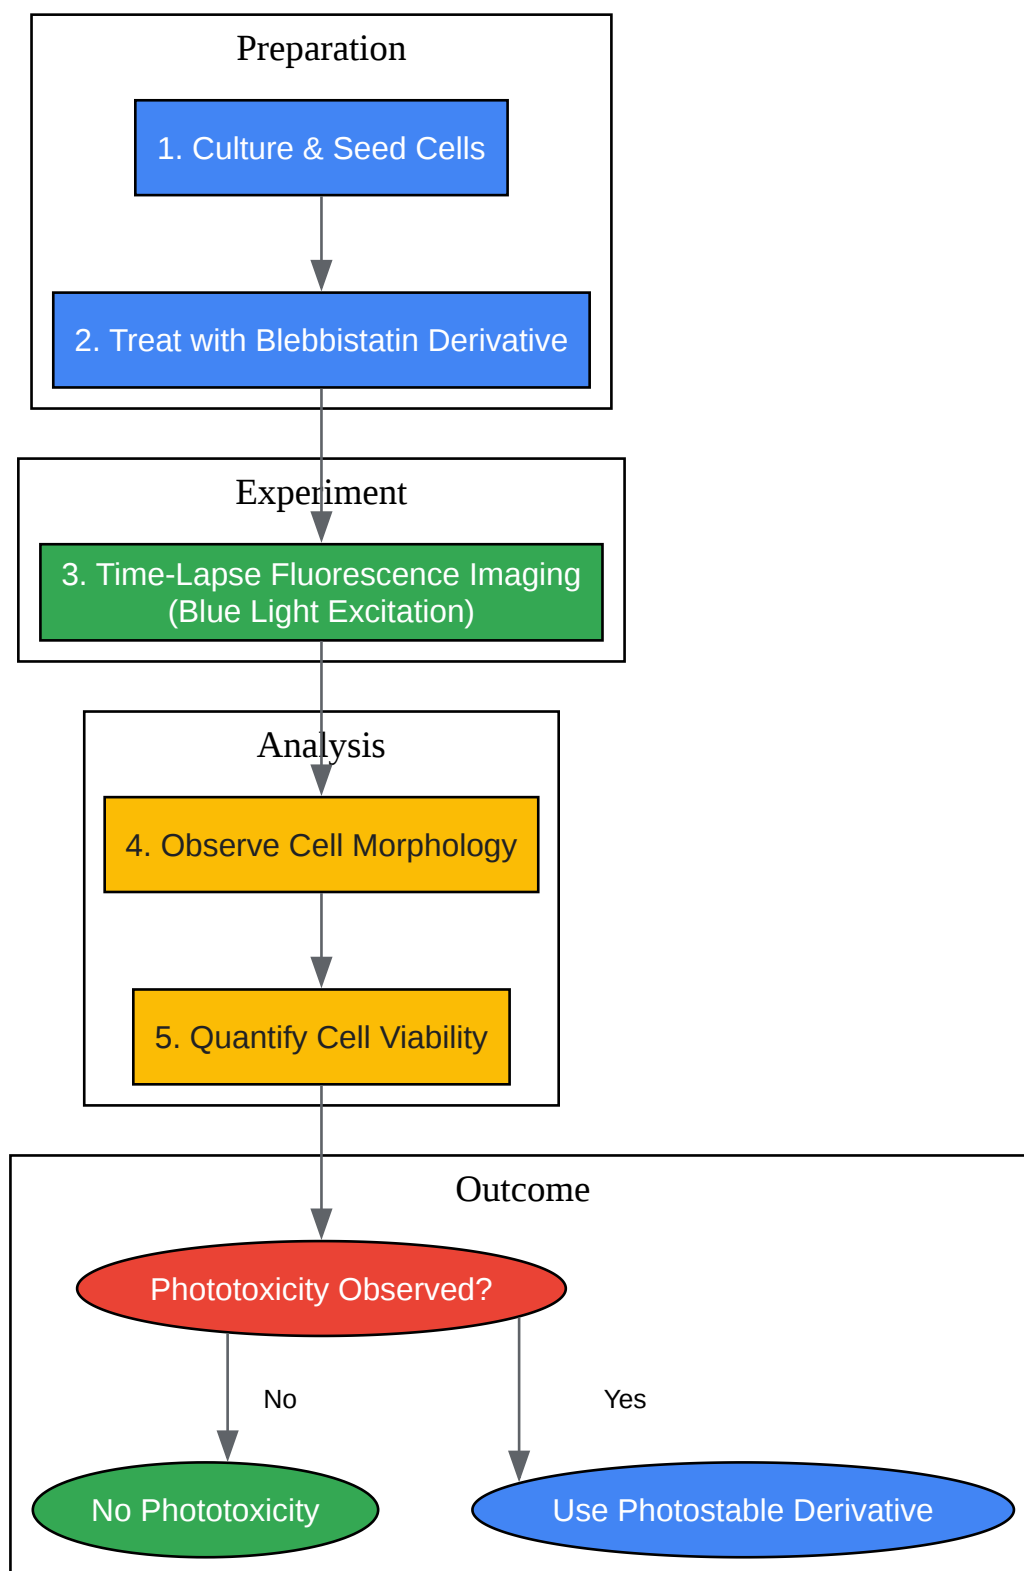 Preparation
1. Culture & Seed Cells
2. Treat with Blebbistatin Derivative
Experiment
3. Time-Lapse Fluorescence Imaging
(Blue Light Excitation)
Analysis
4. Observe Cell Morphology
5. Quantify Cell Viability
Outcome
Phototoxicity Observed?
No
Yes
No Phototoxicity
Use Photostable Derivative